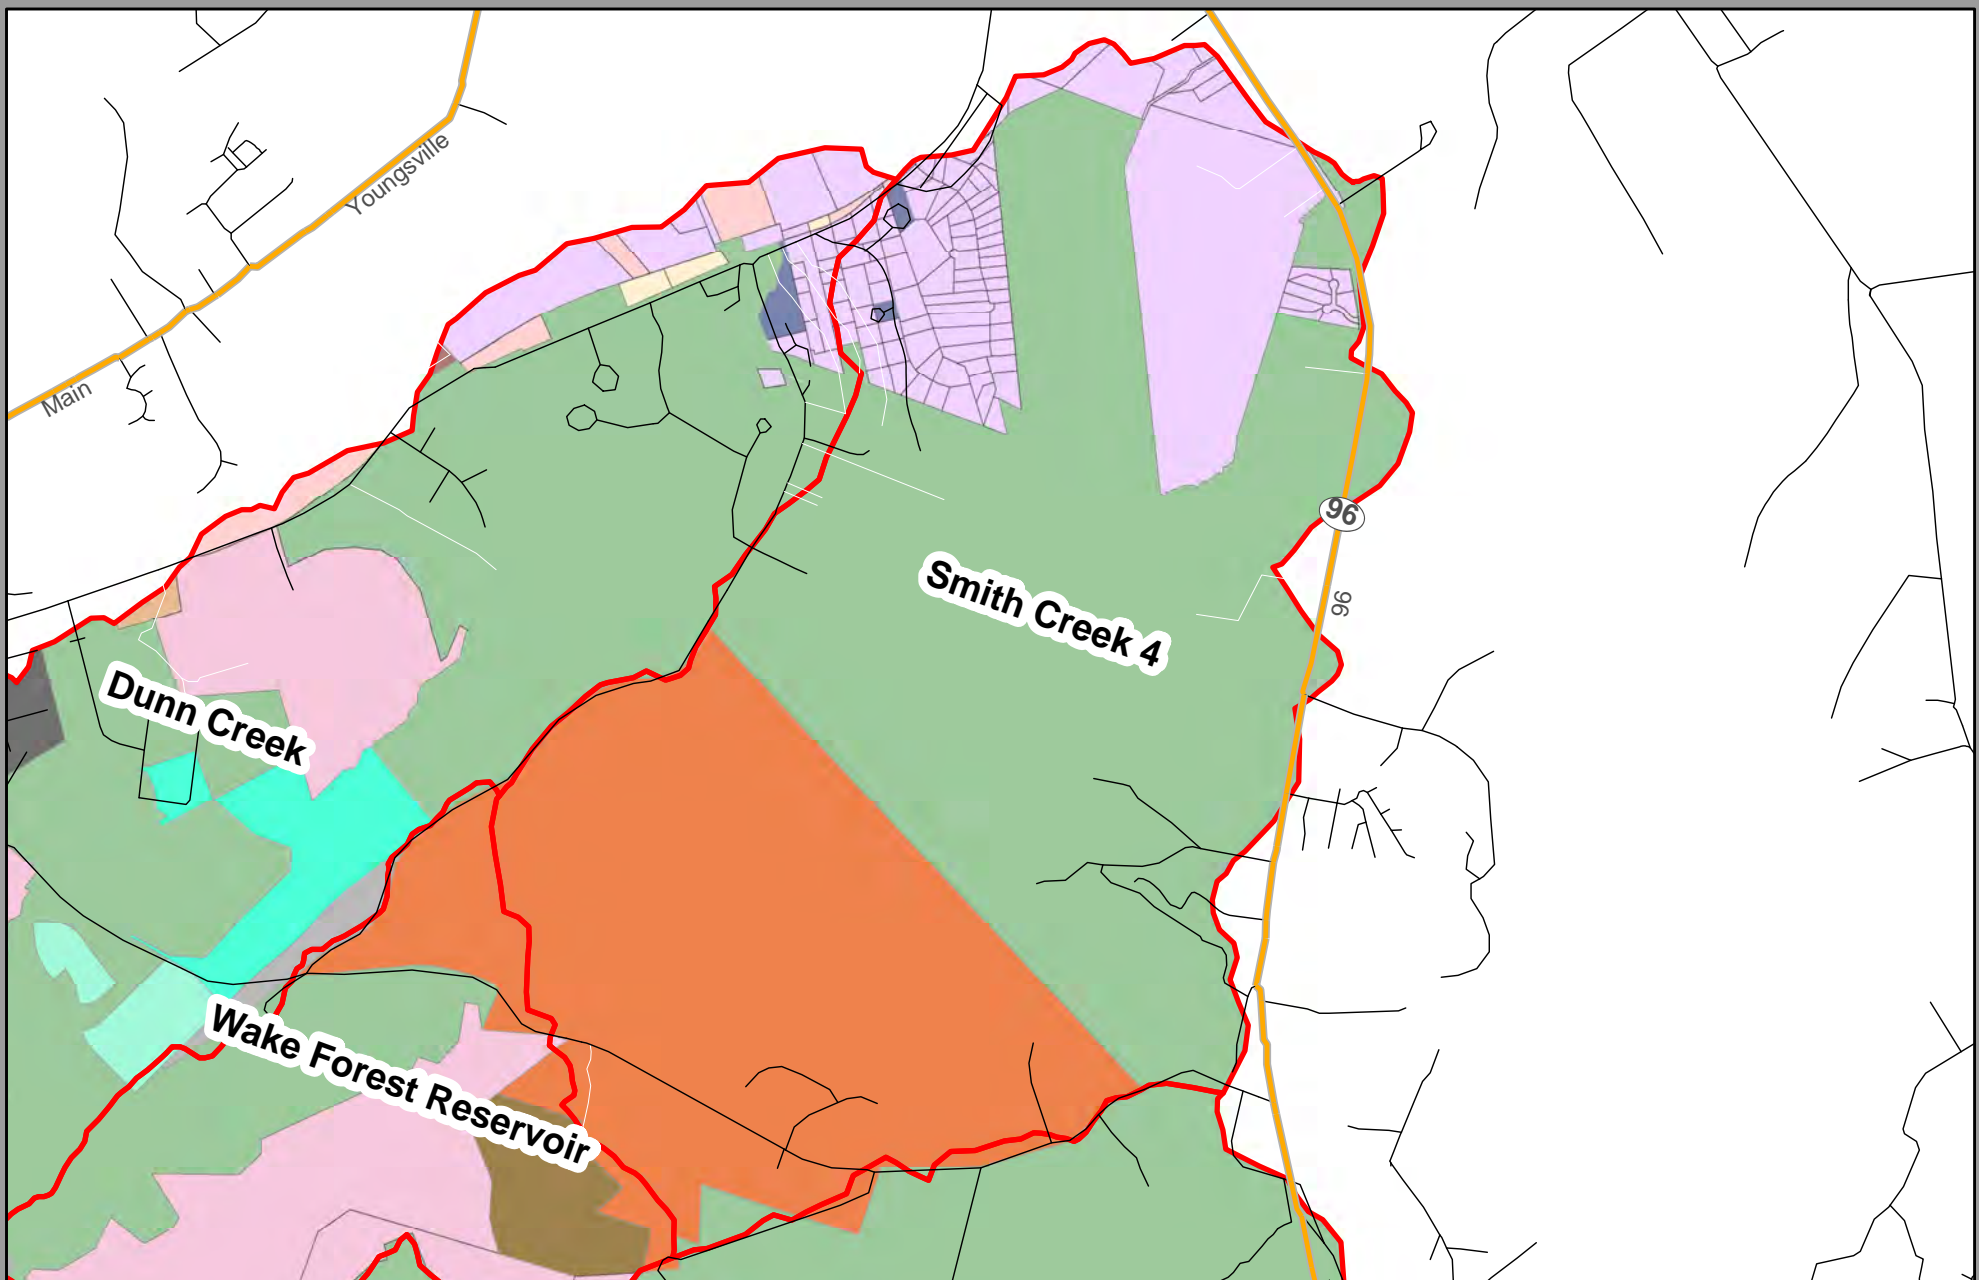 Youngsville
Main
96
Smith Creek 4
96
Dunn Creek
Wake Forest Reservoir